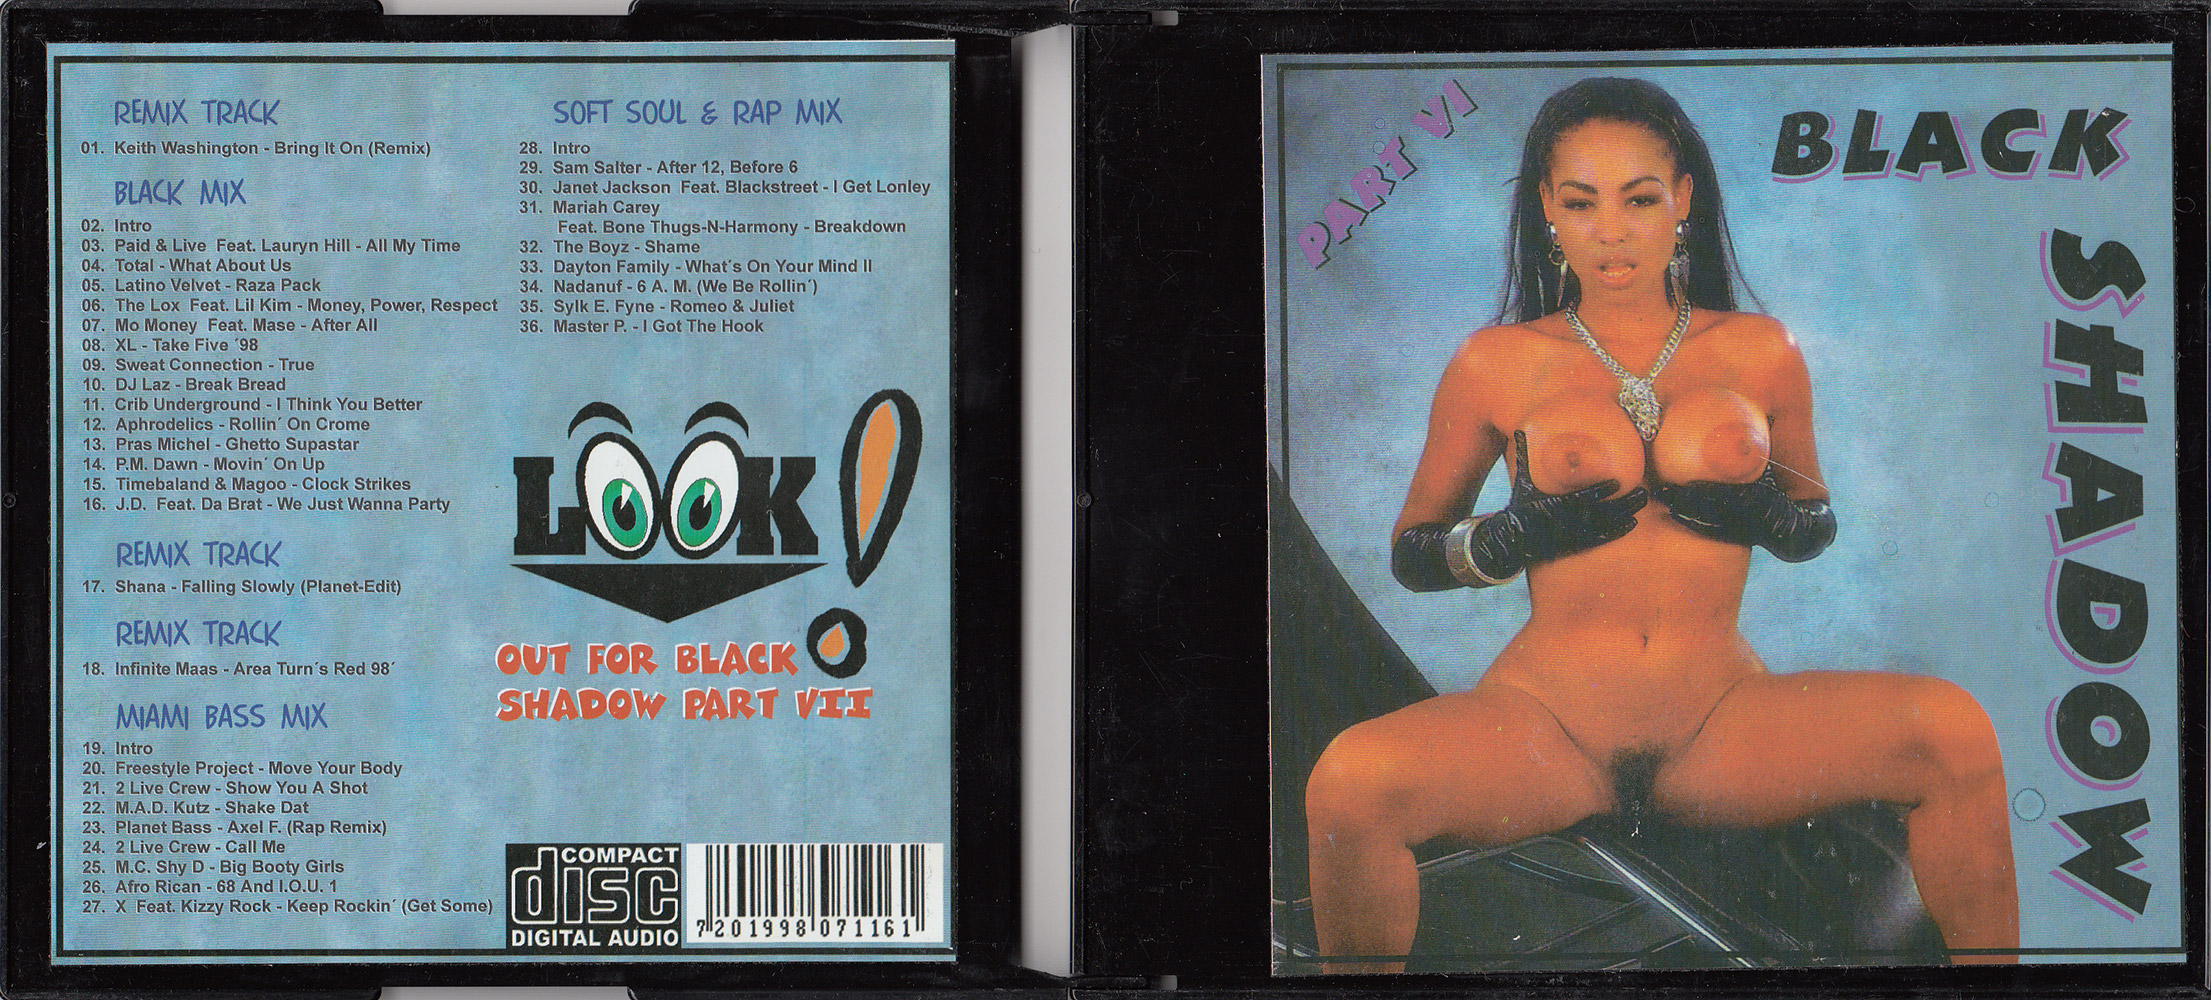 REMIX TRACK
01. Keith Washington - Bring It On (Remix)
BLACK MIX
02. Intro
03. Paid & Live Feat. Lauryn Hill - All My Time
04. Total - What About Us
05. Latino Velvet - Raza Pack
06. The Lox Feat. Lil Kim - Money, Power, Respect
07. Mo Money Feat. Mase - After All
08. XL - Take Five ´98
09. Sweat Connection - True
10. DJ Laz - Break Bread
11. Crib Underground - I Think You Better
12. Aphrodelics - Rollin´ On Crome
13. Pras Michel - Ghetto Supastar
14. P.M. Dawn - Movin´ On Up
15. Timebaland & Magoo - Clock Strikes
16. J.D. Feat. Da Brat - We Just Wanna Party
REMIX TRACK
17. Shana - Falling Slowly (Planet-Edit)
REMIX TRACK
18. Infinite Maas - Area Turn´s Red 98´
MIAMI BASS MIX
19. Intro
20. Freestyle Project - Move Your Body
21. 2 Live Crew - Show You A Shot
22. M.A.D. Kutz - Shake Dat
23. Planet Bass - Axel F. (Rap Remix)
24. 2 Live Crew - Call Me
25. M.C. Shy D - Big Booty Girls
26. Afro Rican - 68 And I.O.U. 1
27. X Feat. Kizzy Rock - Keep Rockin´ (Get Some)
SOFT SOUL & RAP MIX
28. Intro
29. Sam Salter - After 12, Before 6
30. Janet Jackson Feat. Blackstreet - I Get Lonley
31. Mariah Carey
Feat. Bone Thugs-N-Harmony - Breakdown
32. The Boyz - Shame
33. Dayton Family - What´s On Your Mind II
34. Nadanuf - 6 A. M. (We Be Rollin´)
35. Sylk E. Fyne - Romeo & Juliet
36. Master P. - I Got The Hook
LOOK!
OUT FOR BLACK
SHADOW PART VII
COMPACT
disc
DIGITAL AUDIO
7 201998 071161
PART VI
BLACK
SHADOW